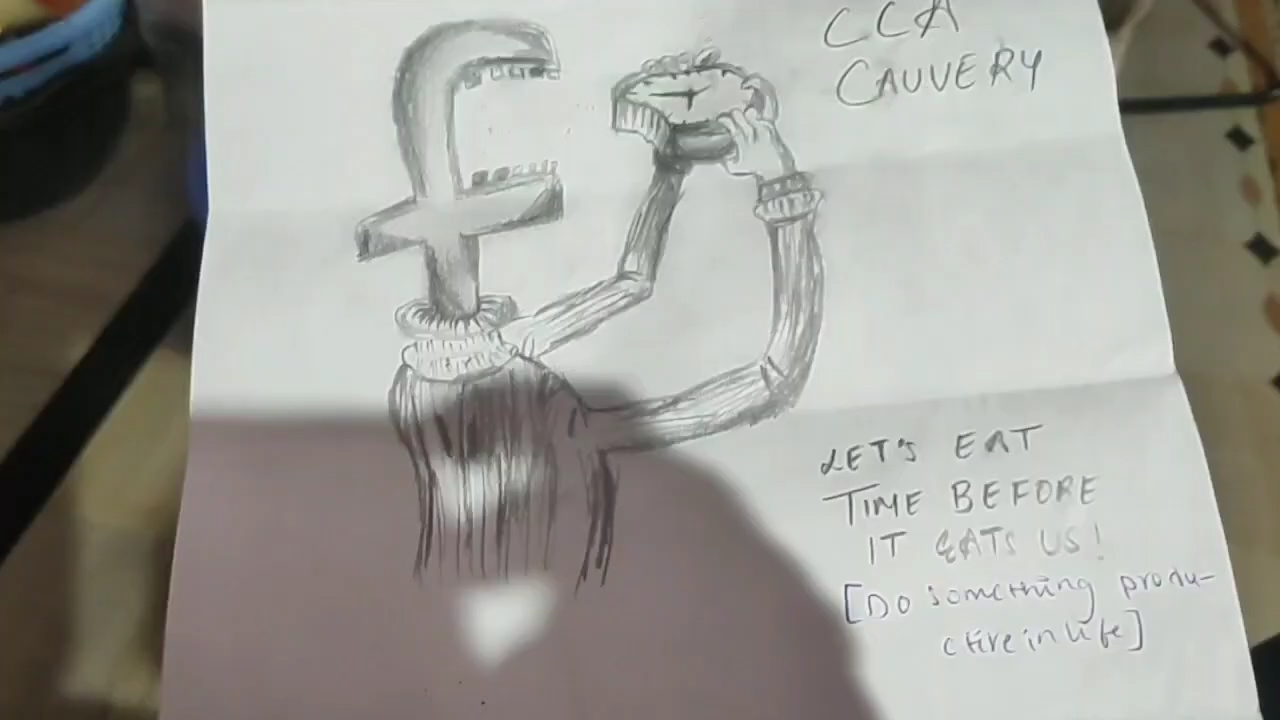 CCA
CAUVERY
LET'S EAT
TIME BEFORE
IT EATS US!
[Do something produ-
ctive in life]